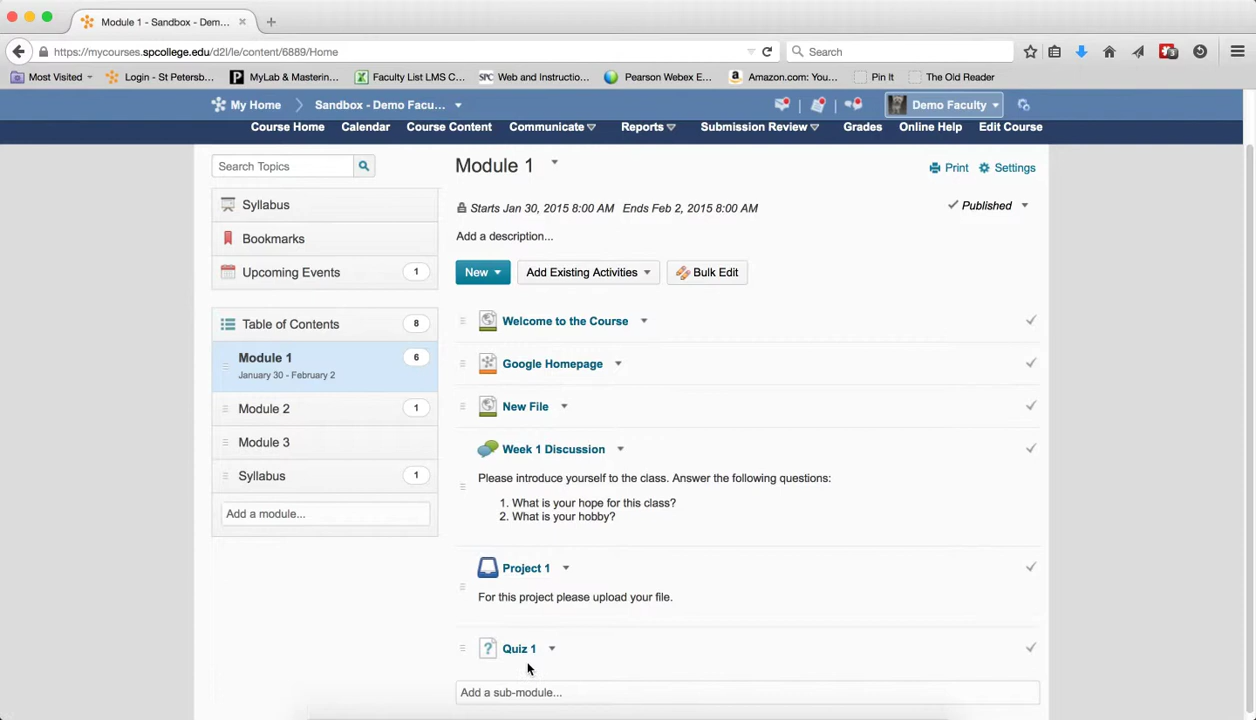 Module 1 - Sandbox - Dem...
https://mycourses.spcollege.edu/d2l/le/content/6889/Home
Search
Most Visited
Login - St Petersb...
MyLab & Mastering...
Faculty List LMS C...
SPC
Web and Instructio...
Pearson Webex E...
Amazon.com: You...
Pin It
The Old Reader
My Home
Sandbox - Demo Facu...
Demo Faculty
Course Home
Calendar
Course Content
Communicate
Reports
Submission Review
Grades
Online Help
Edit Course
Search Topics
Syllabus
Bookmarks
Upcoming Events
1
Table of Contents
8
Module 1
6
January 30 - February 2
Module 2
1
Module 3
Syllabus
1
Add a module...
Module 1
Print
Settings
Starts Jan 30, 2015 8:00 AM Ends Feb 2, 2015 8:00 AM
Published
Add a description...
New
Add Existing Activities
Bulk Edit
Welcome to the Course
Google Homepage
New File
Week 1 Discussion
Please introduce yourself to the class. Answer the following questions:
1. What is your hope for this class?
2. What is your hobby?
Project 1
For this project please upload your file.
Quiz 1
Add a sub-module...